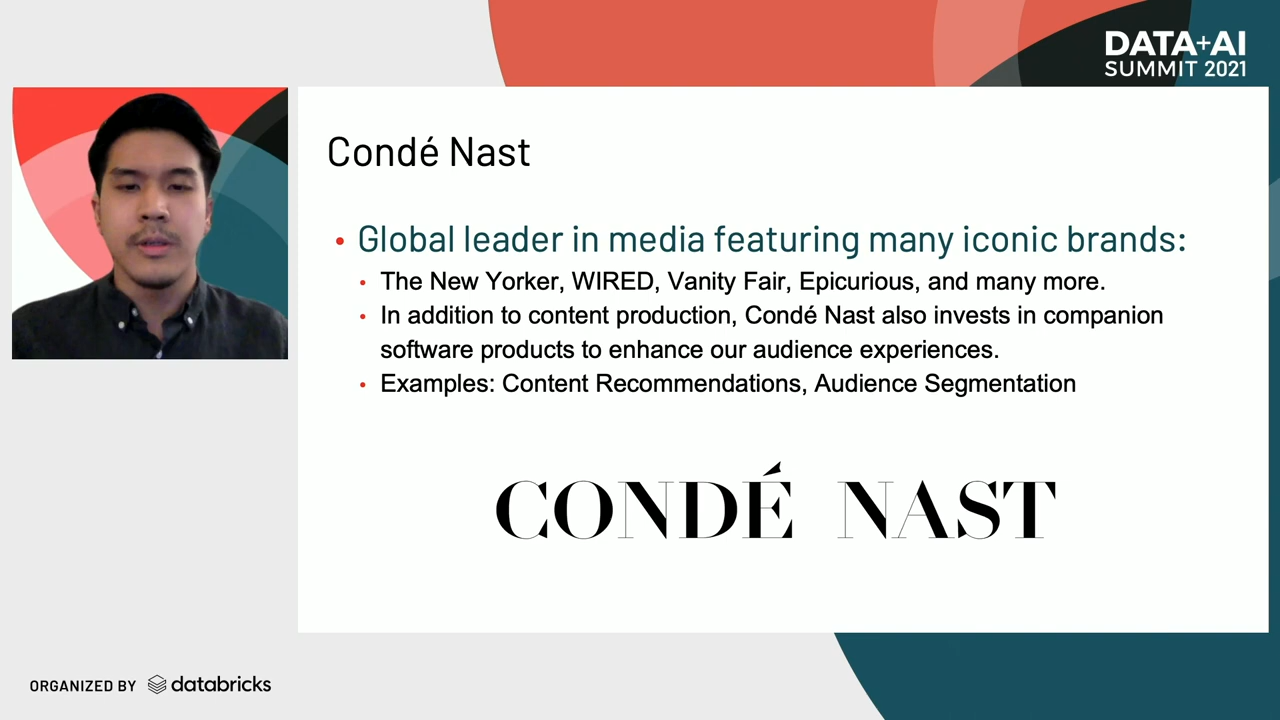 DATA+AI
SUMMIT 2021
Condé Nast
• Global leader in media featuring many iconic brands:
• The New Yorker, WIRED, Vanity Fair, Epicurious, and many more.
• In addition to content production, Condé Nast also invests in companion
software products to enhance our audience experiences.
• Examples: Content Recommendations, Audience Segmentation
CONDÉ NAST
ORGANIZED BY databricks